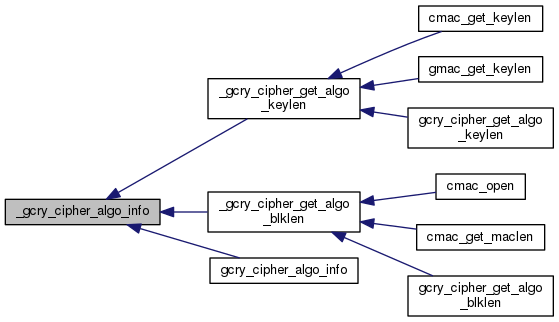 cmac_get_keylen
gmac_get_keylen
_gcry_cipher_get_algo
_keylen
gcry_cipher_get_algo
_keylen
_gcry_cipher_algo_info
_gcry_cipher_get_algo
_blklen
cmac_open
cmac_get_maclen
gcry_cipher_algo_info
gcry_cipher_get_algo
_blklen